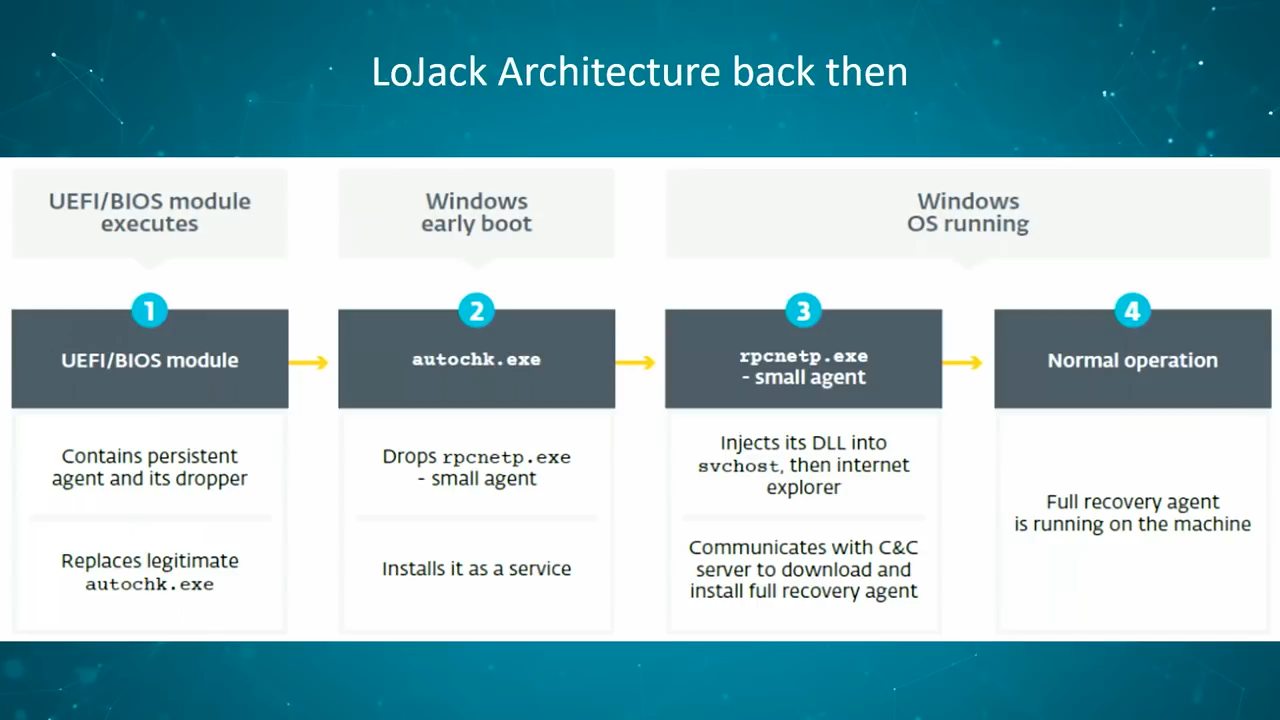 LoJack Architecture back then
UEFI/BIOS module
executes
Windows
early boot
Windows
OS running
1
2
3
4
UEFI/BIOS module
autochk.exe
rpcnetp.exe
- small agent
Normal operation
Contains persistent
agent and its dropper
Replaces legitimate
autochk.exe
Drops rpcnetp.exe
- small agent
Installs it as a service
Injects its DLL into
svchost, then internet
explorer
Communicates with C&C
server to download and
install full recovery agent
Full recovery agent
is running on the machine